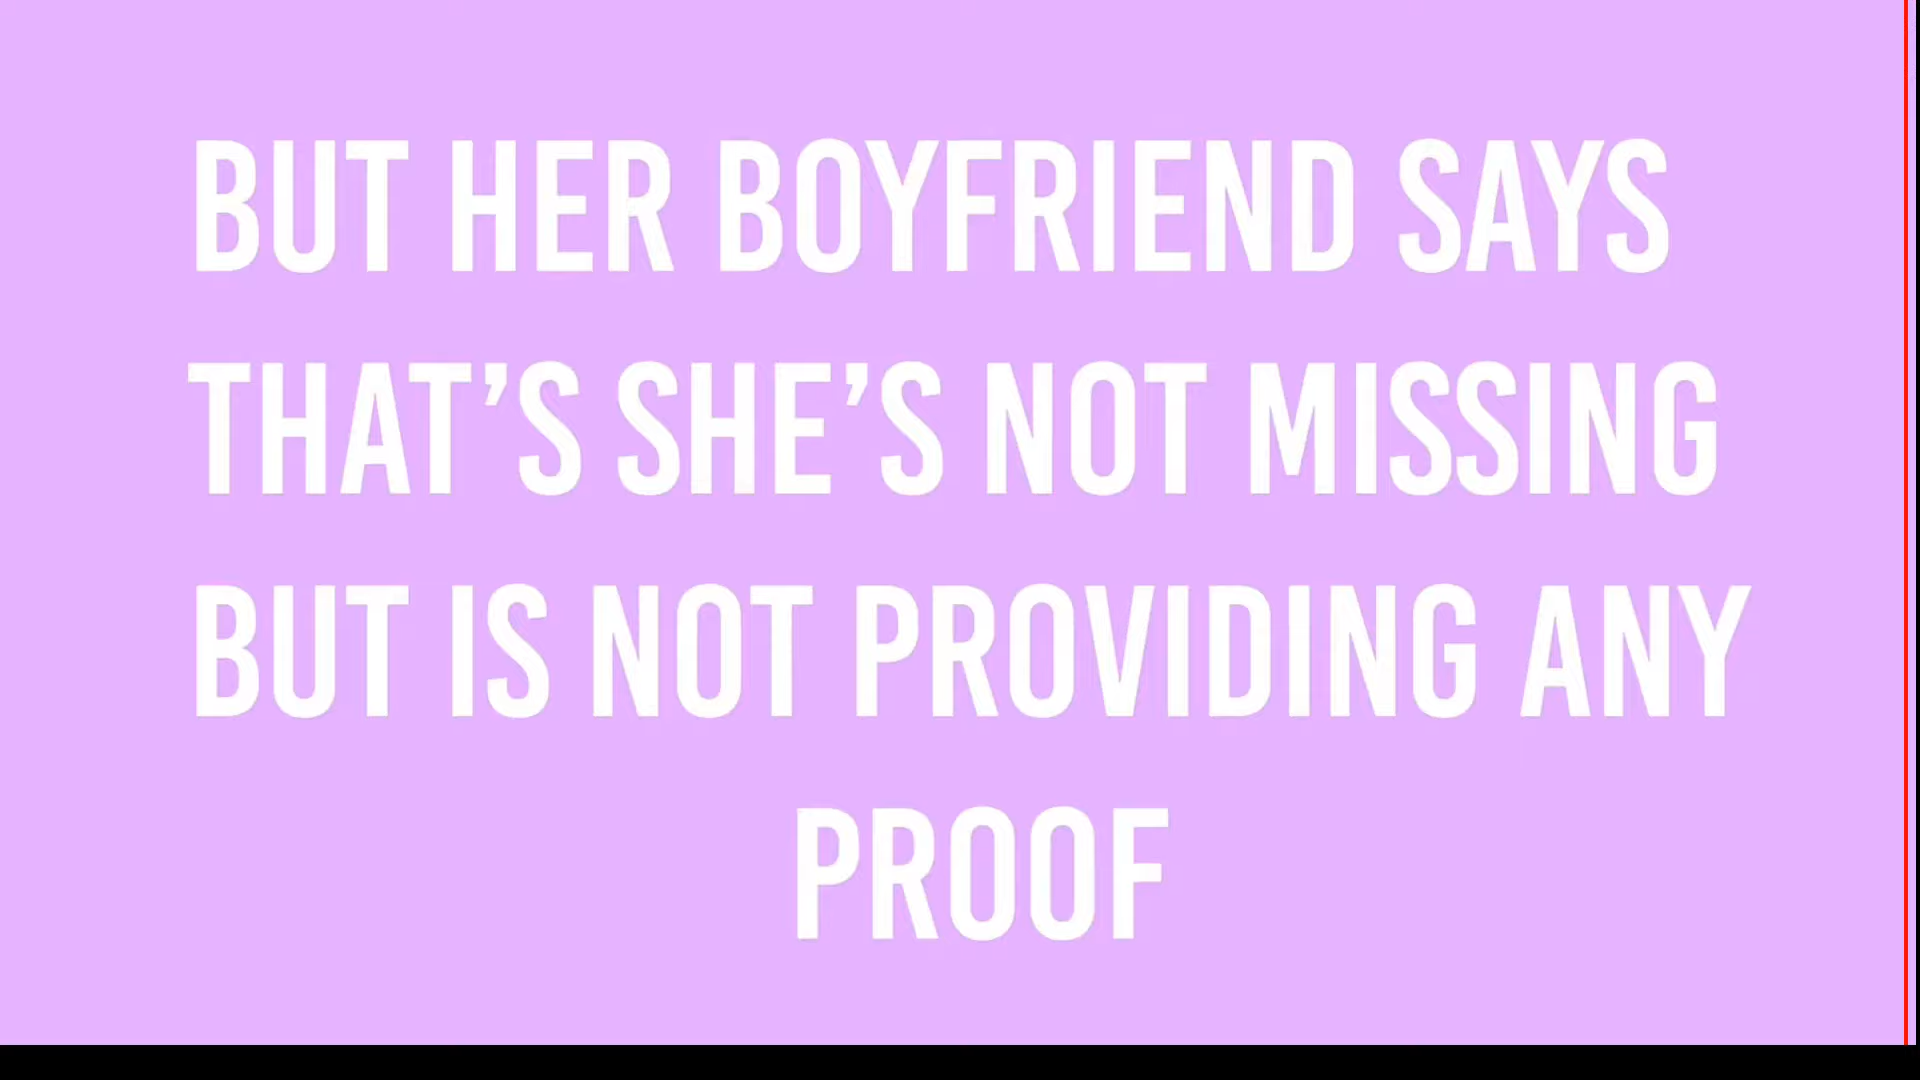 BUT HER BOYFRIEND SAYS
THAT’S SHE’S NOT MISSING
BUT IS NOT PROVIDING ANY
PROOF